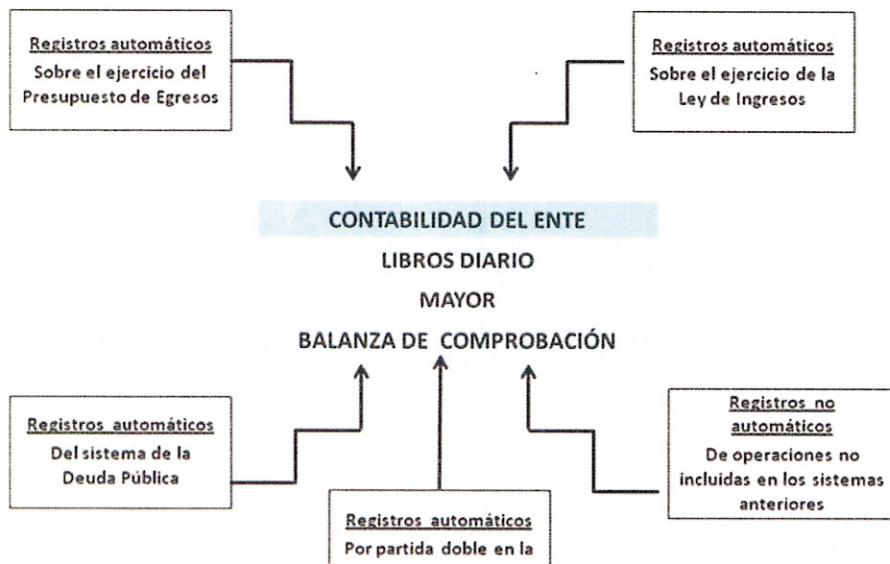 Registros automáticos
Sobre el ejercicio del
Presupuesto de Egresos
Registros automáticos
Sobre el ejercicio de la
Ley de Ingresos
CONTABILIDAD DEL ENTE
LIBROS DIARIO
MAYOR
BALANZA DE COMPROBACIÓN
Registros automáticos
Del sistema de la
Deuda Pública
Registros automáticos
Por partida doble en la
Registros no
automáticos
De operaciones no
incluidas en los sistemas
anteriores